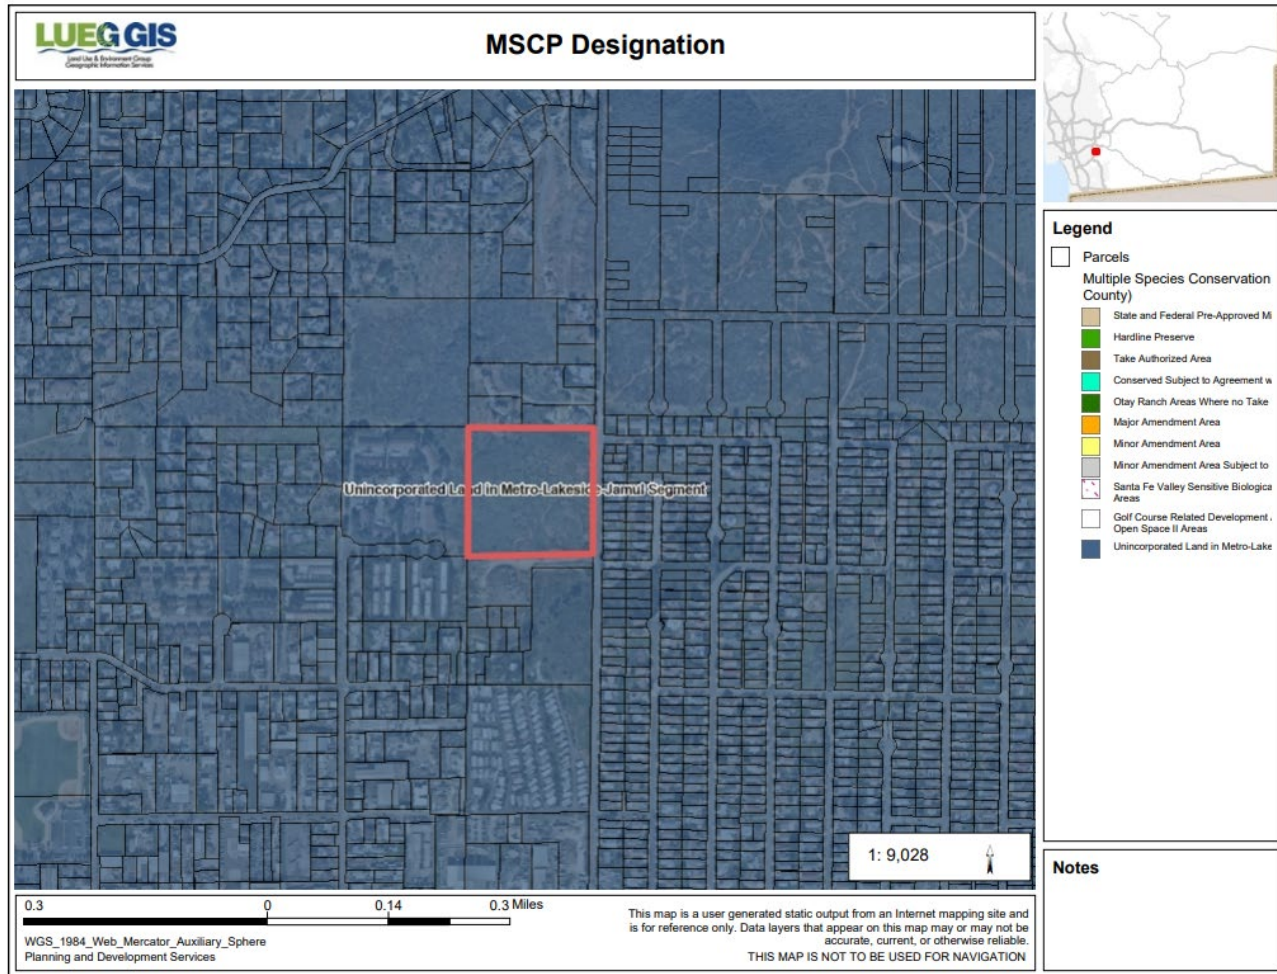 LUEG GIS
Land Use & Environment Group
Geographic Information Services
MSCP Designation
Unincorporated Land in Metro-Lakeside-Jamul Segment
1: 9,028
Legend
Parcels
Multiple Species Conservation
County)
State and Federal Pre-Approved Mi
Hardline Preserve
Take Authorized Area
Conserved Subject to Agreement w
Otay Ranch Areas Where no Take
Major Amendment Area
Minor Amendment Area
Minor Amendment Area Subject to
Santa Fe Valley Sensitive Biologica
Areas
Golf Course Related Development
Open Space II Areas
Unincorporated Land in Metro-Lake
Notes
0.3 0 0.14 0.3 Miles
WGS_1984_Web_Mercator_Auxiliary_Sphere
Planning and Development Services
This map is a user generated static output from an Internet mapping site and
is for reference only. Data layers that appear on this map may or may not be
accurate, current, or otherwise reliable.
THIS MAP IS NOT TO BE USED FOR NAVIGATION